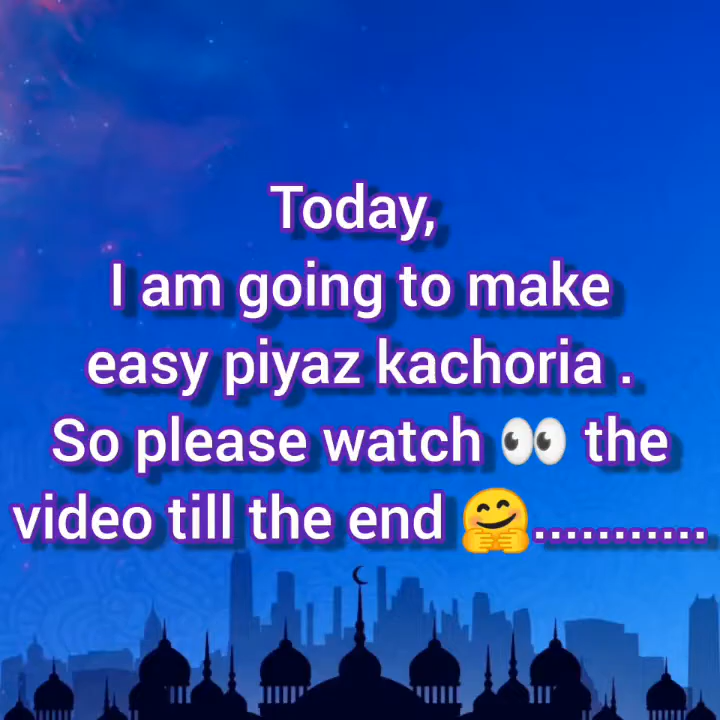 Today,
I am going to make
easy piyaz kachoria .
So please watch 👀 the
video till the end 🤗...........